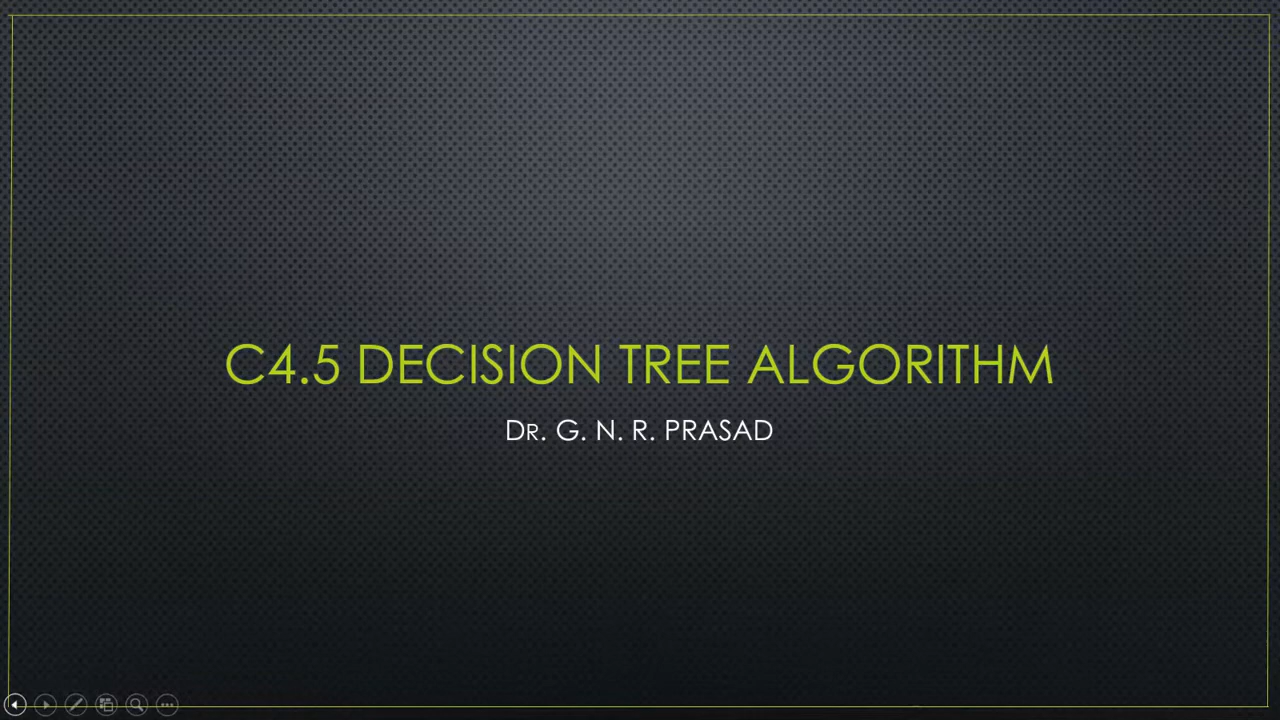 C4.5 DECISION TREE ALGORITHM
DR. G. N. R. PRASAD